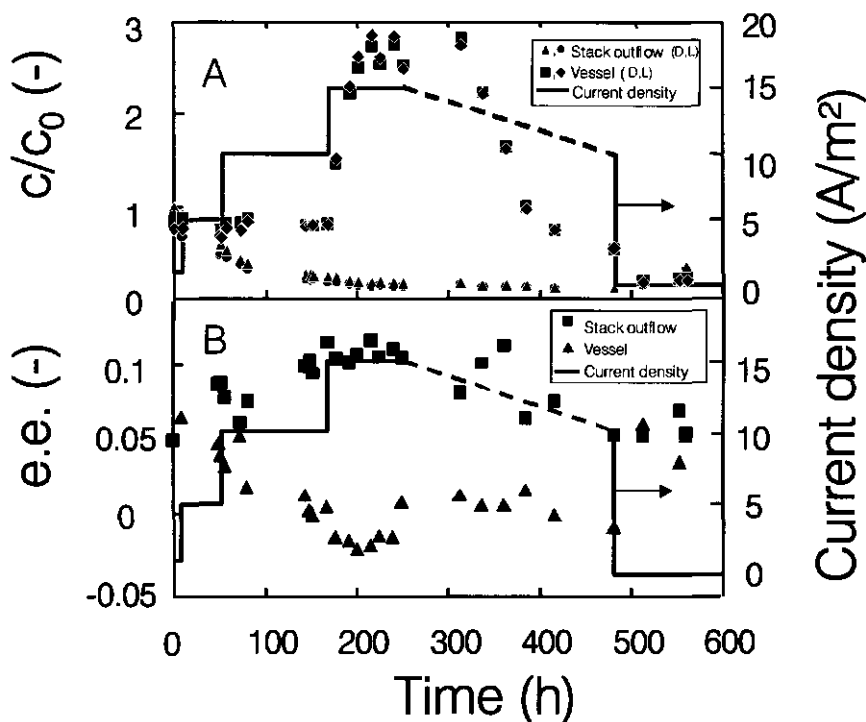 A
c/c0 (-)
3
2
1
0
Stack outflow (D,L)
Vessel (D,L)
Current density
20
15
10
5
0
B
e.e. (-)
0.1
0.05
0
-0.05
Stack outflow
Vessel
Current density
15
10
5
0
Current density (A/m²)
0 100 200 300 400 500 600
Time (h)